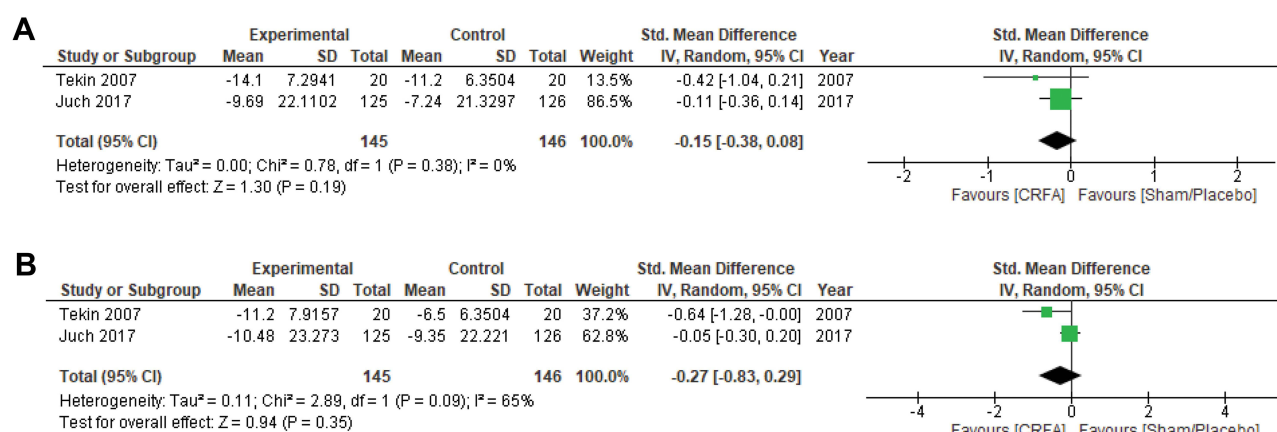 A
Experimental Control Std. Mean Difference Std. Mean Difference
Study or Subgroup Mean SD Total Mean SD Total Weight IV, Random, 95% CI Year IV, Random, 95% CI
Tekin 2007 -14.1 7.2941 20 -11.2 6.3504 20 13.5% -0.42 [-1.04, 0.21] 2007
Juch 2017 -9.69 22.1102 125 -7.24 21.3297 126 86.5% -0.11 [-0.36, 0.14] 2017
Total (95% CI) 145 146 100.0% -0.15 [-0.38, 0.08]
Heterogeneity: Tau² = 0.00; Chi² = 0.78, df = 1 (P = 0.38); I² = 0%
Test for overall effect: Z = 1.30 (P = 0.19)
-2 -1 0 1 2
Favours [CRFA] Favours [Sham/Placebo]
B
Experimental Control Std. Mean Difference Std. Mean Difference
Study or Subgroup Mean SD Total Mean SD Total Weight IV, Random, 95% CI Year IV, Random, 95% CI
Tekin 2007 -11.2 7.9157 20 -6.5 6.3504 20 37.2% -0.64 [-1.28, -0.00] 2007
Juch 2017 -10.48 23.273 125 -9.35 22.221 126 62.8% -0.05 [-0.30, 0.20] 2017
Total (95% CI) 145 146 100.0% -0.27 [-0.83, 0.29]
Heterogeneity: Tau² = 0.11; Chi² = 2.89, df = 1 (P = 0.09); I² = 65%
Test for overall effect: Z = 0.94 (P = 0.35)
-4 -2 0 2 4
Favours [CRFA] Favours [Sham/Placebo]